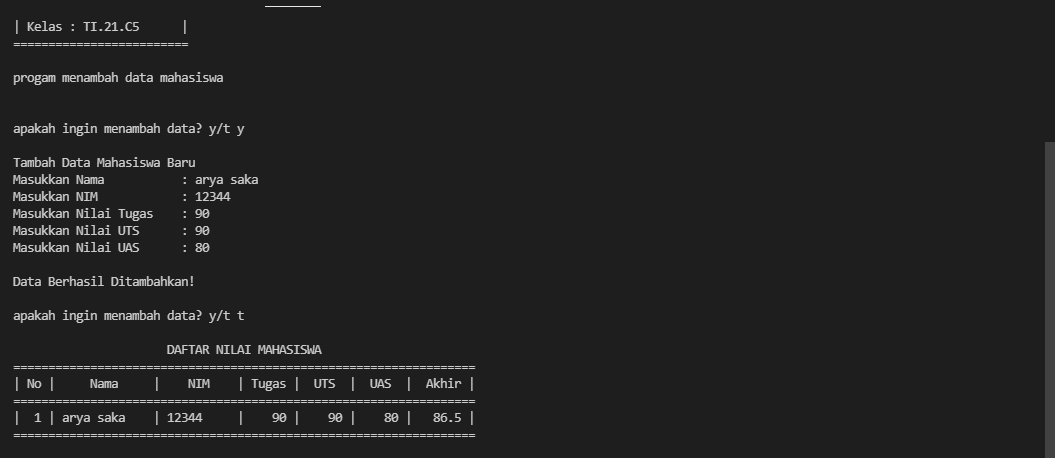 | Kelas : TI.21.C5      |
=========================
progam menambah data mahasiswa
apakah ingin menambah data? y/t y
Tambah Data Mahasiswa Baru
Masukkan Nama           : arya saka
Masukkan NIM            : 12344
Masukkan Nilai Tugas    : 90
Masukkan Nilai UTS      : 90
Masukkan Nilai UAS      : 80
Data Berhasil Ditambahkan!
apakah ingin menambah data? y/t t
DAFTAR NILAI MAHASISWA
==================================================================
| No |     Nama     |    NIM    | Tugas |  UTS  |  UAS  |  Akhir |
==================================================================
|  1 | arya saka    | 12344     |    90 |    90 |    80 |   86.5 |
==================================================================